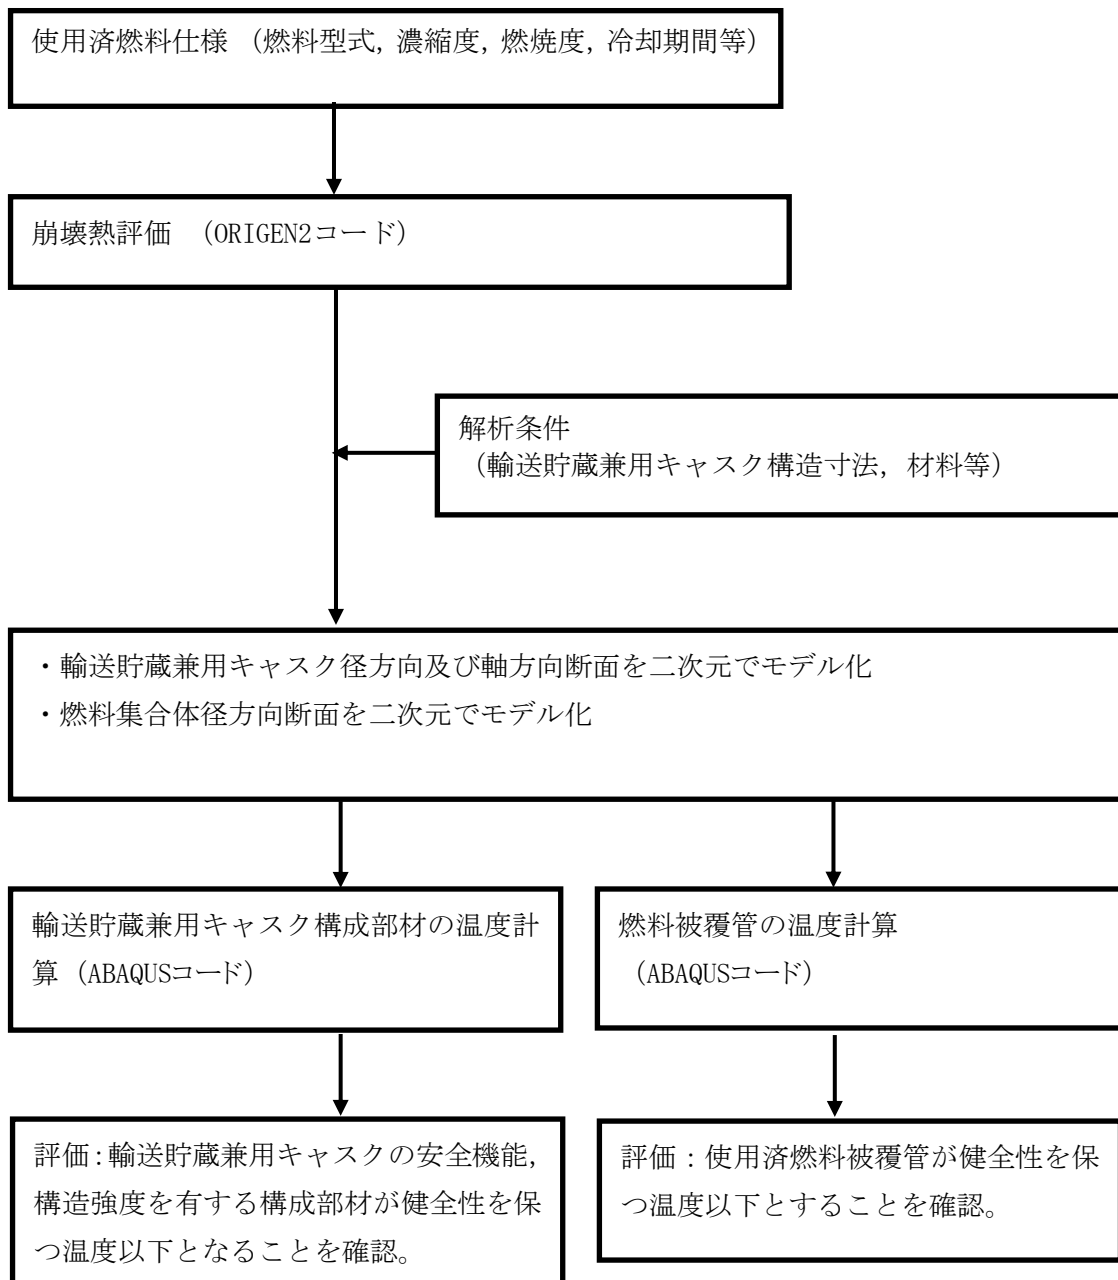 使用済燃料仕様 （燃料型式, 濃縮度, 燃焼度, 冷却期間等）
崩壊熱評価 （ORIGEN2コード）
解析条件
（輸送貯蔵兼用キャスク構造寸法, 材料等）
・輸送貯蔵兼用キャスク径方向及び軸方向断面を二次元でモデル化
・燃料集合体径方向断面を二次元でモデル化
輸送貯蔵兼用キャスク構成部材の温度計
算（ABAQUSコード）
燃料被覆管の温度計算
（ABAQUSコード）
評価：輸送貯蔵兼用キャスクの安全機能,
構造強度を有する構成部材が健全性を保
つ温度以下となることを確認。
評価：使用済燃料被覆管が健全性を保
つ温度以下とすることを確認。